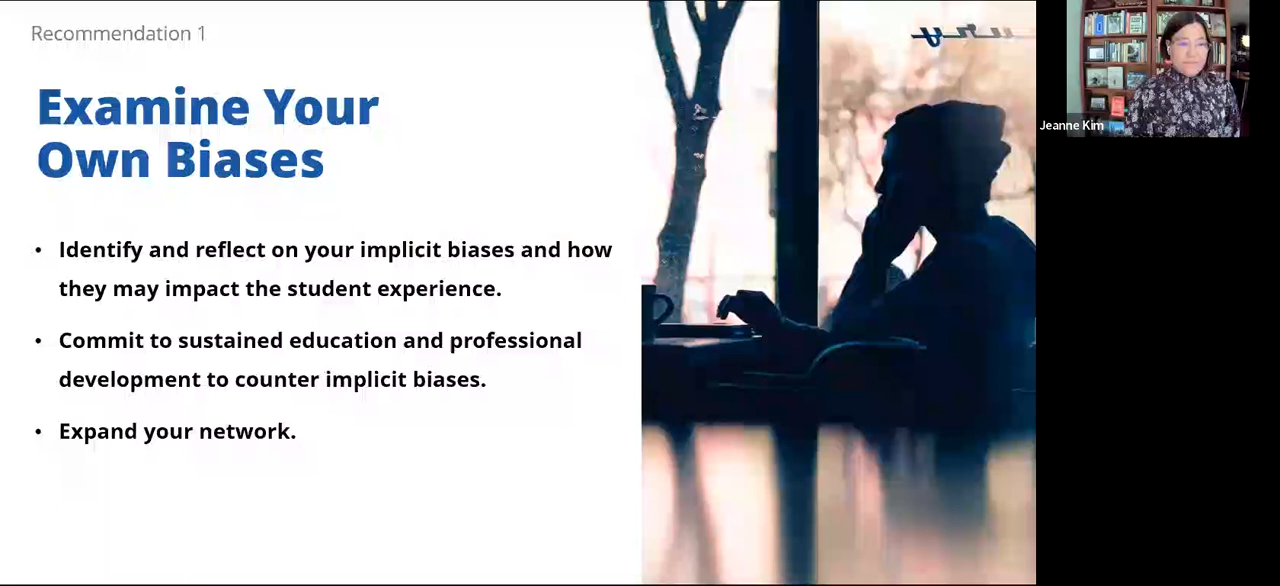 Recommendation 1
Examine Your
Own Biases
• Identify and reflect on your implicit biases and how
they may impact the student experience.
• Commit to sustained education and professional
development to counter implicit biases.
• Expand your network.
Jeanne Kim